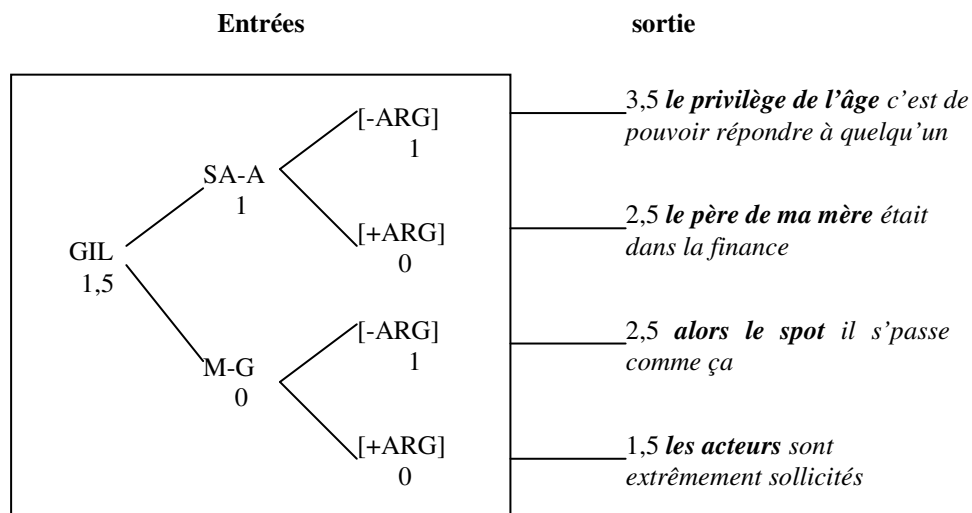 Entrées sortie
[-ARG]
1
3,5 le privilège de l’âge c’est de
pouvoir répondre à quelqu’un
SA-A
1
[+ARG]
0
2,5 le père de ma mère était
dans la finance
GIL
1,5
[-ARG]
1
2,5 alors le spot il s’passe
comme ça
M-G
0
[+ARG]
0
1,5 les acteurs sont
extrêmement sollicités